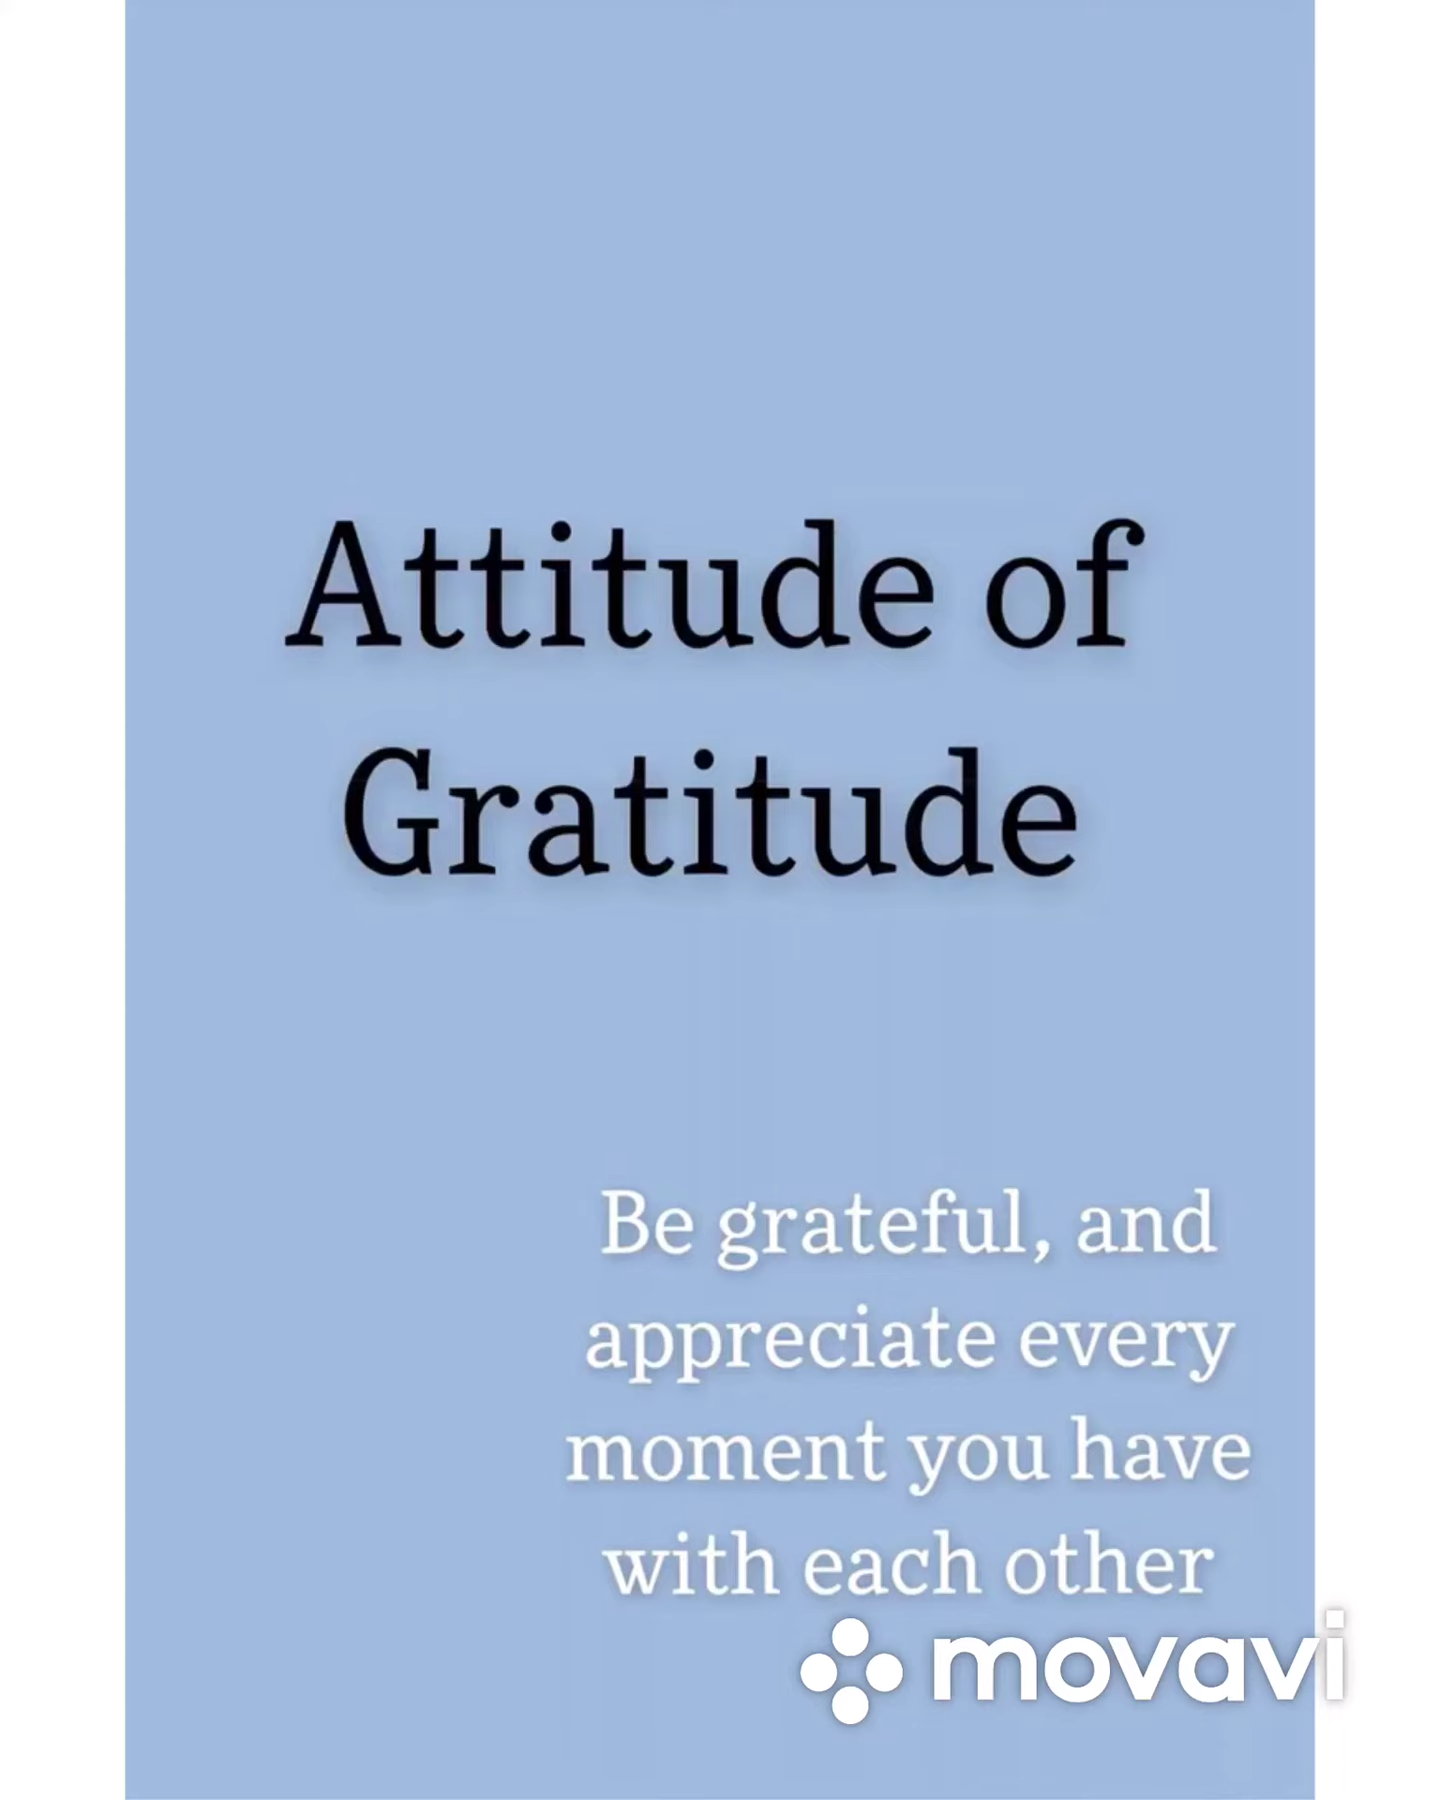 Attitude of
Gratitude
Be grateful, and
appreciate every
moment you have
with each other
movavi